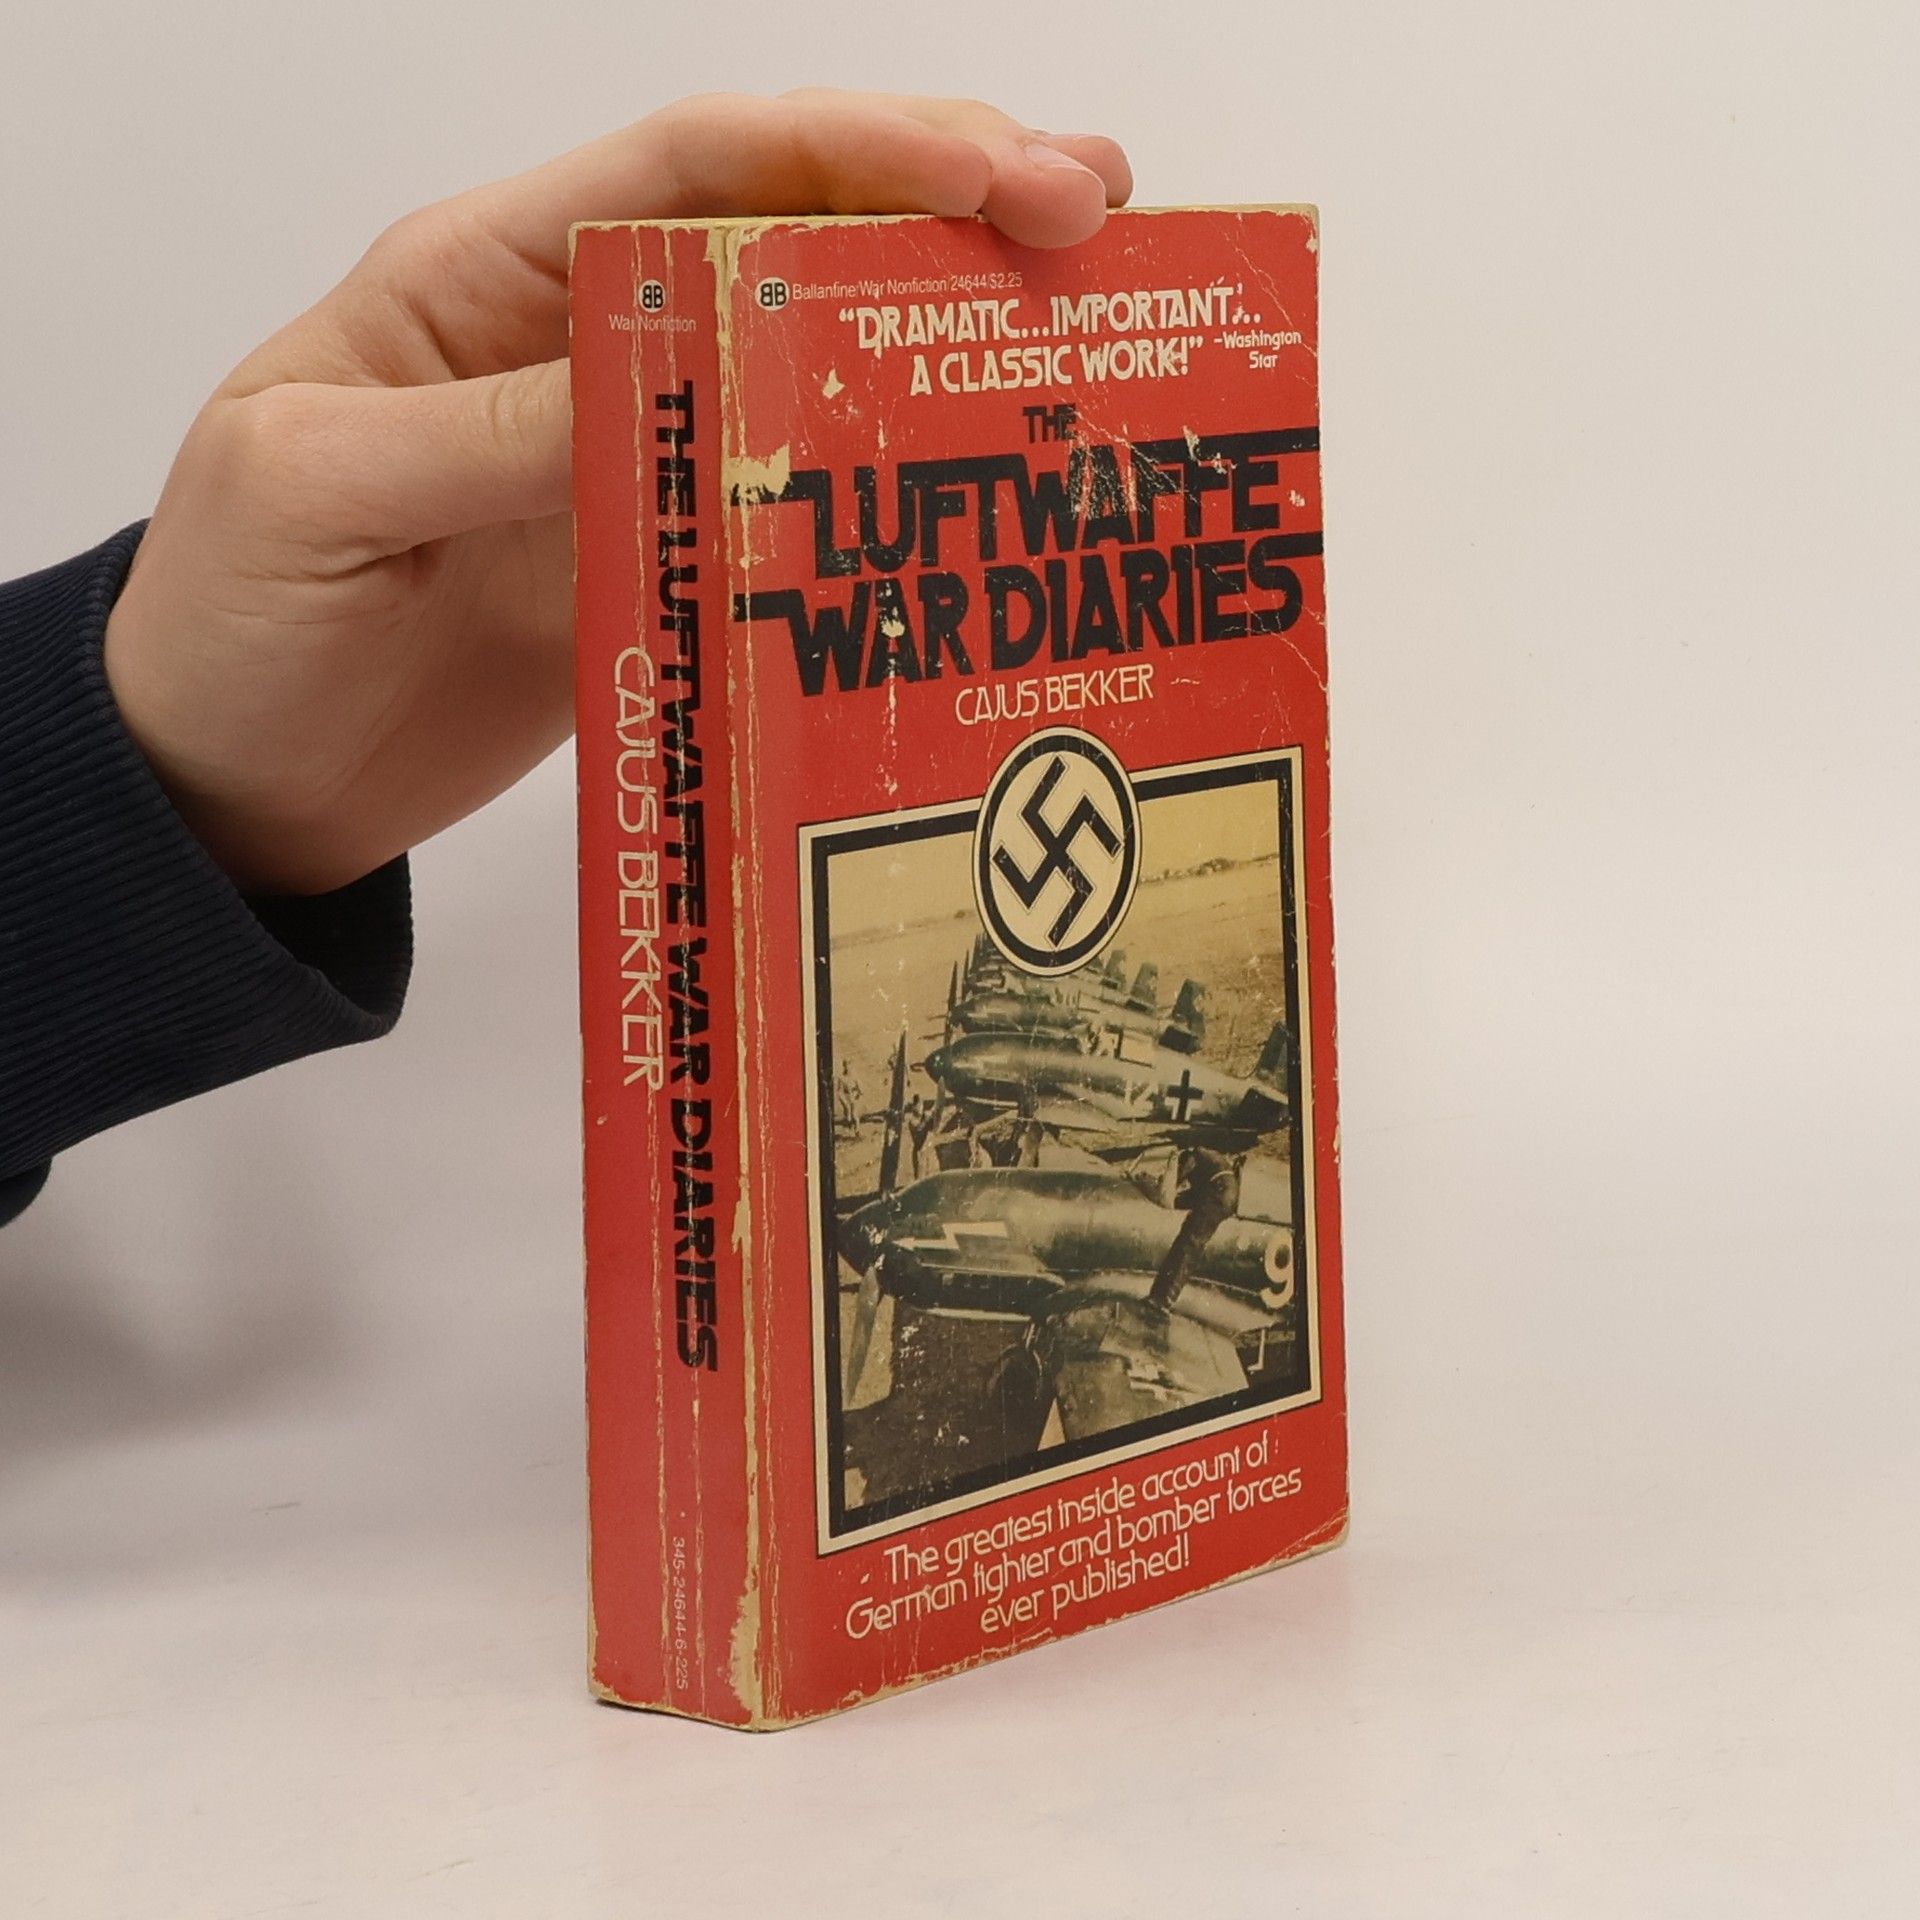 BB
War Nonfiction
THE LUFTWAFFE WAR DIARIES
CAJUS BEKKER
345-24644-6-225
BB Ballantine/War Nonfiction/24644/$2.25
“DRAMATIC...IMPORTANT...
A CLASSIC WORK!” -Washington
Star
THE
LUFTWAFFE
WAR DIARIES
CAJUS BEKKER
12
9
The greatest inside account of
German fighter and bomber forces
ever published!